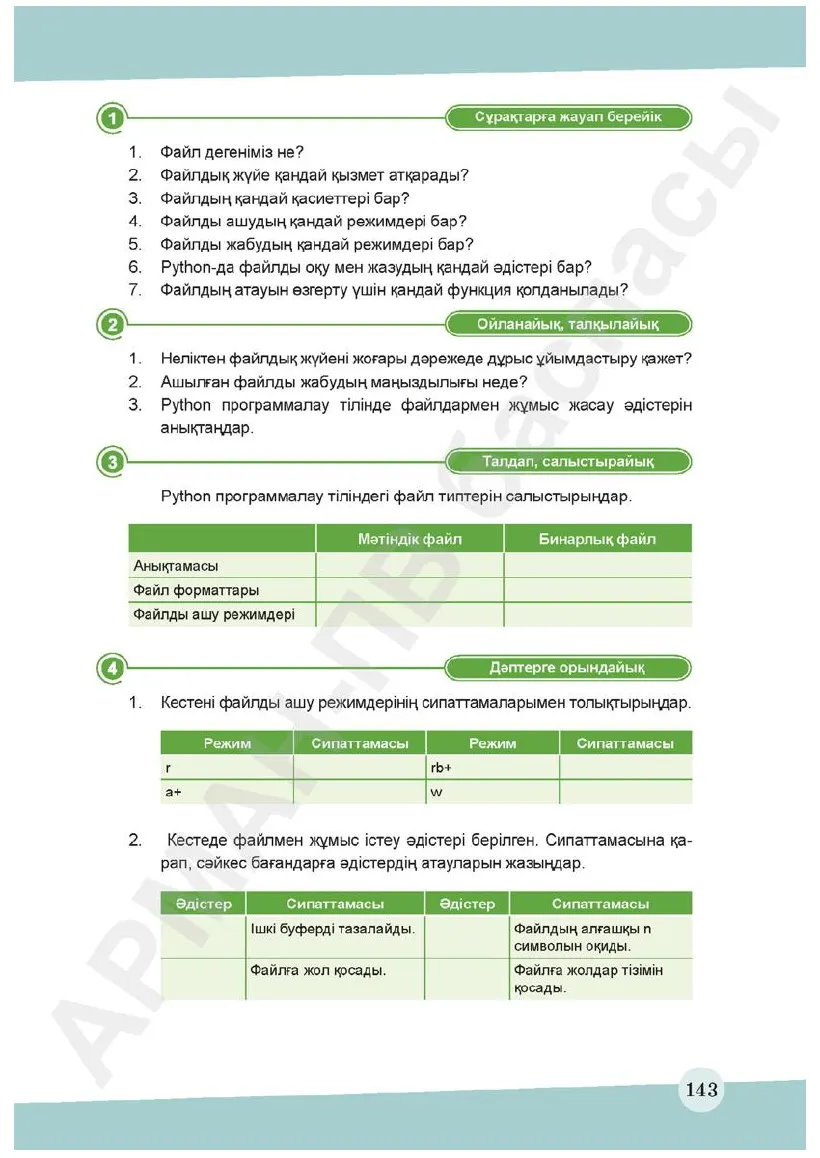 1 Сұрақтарға жауап берейік
1. Файл дегеніміз не?
2. Файлдық жүйе қандай қызмет атқарады?
3. Файлдың қандай қасиеттері бар?
4. Файлды ашудың қандай режимдері бар?
5. Файлды жабудың қандай режимдері бар?
6. Python-да файлды оқу мен жазудың қандай әдістері бар?
7. Файлдың атауын өзгерту үшін қандай функция қолданылады?
2 Ойланайық, талқылайық
1. Неліктен файлдық жүйені жоғары дәрежеде дұрыс ұйымдастыру қажет?
2. Ашылған файлды жабудың маңыздылығы неде?
3. Python программалау тілінде файлдармен жұмыс жасау әдістерін
анықтаңдар.
3 Талдап, салыстырайық
Python программалау тіліндегі файл типтерін салыстырыңдар.
Мәтіндік файл Бинарлық файл
Анықтамасы
Файл форматтары
Файлды ашу режимдері
4 Дәптерге орындайық
1. Кестені файлды ашу режимдерінің сипаттамаларымен толықтырыңдар.
Режим Сипаттамасы Режим Сипаттамасы
r rb+
a+ w
2. Кестеде файлмен жұмыс істеу әдістері берілген. Сипаттамасына қа-
рап, сәйкес бағандарға әдістердің атауларын жазыңдар.
Әдістер Сипаттамасы Әдістер Сипаттамасы
Ішкі буферді тазалайды. Файлдың алғашқы n
символын оқиды.
Файлға жол қосады. Файлға жолдар тізімін
қосады.
143
АРМАН-ПВ баспасы